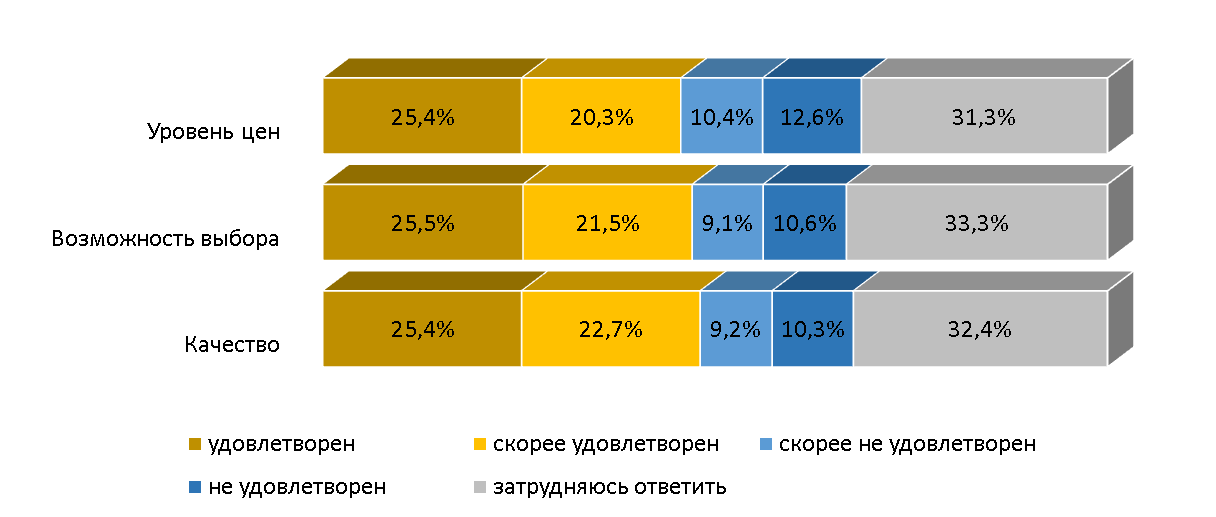 Уровень цен 25,4% 20,3% 10,4% 12,6% 31,3%
Возможность выбора 25,5% 21,5% 9,1% 10,6% 33,3%
Качество 25,4% 22,7% 9,2% 10,3% 32,4%
удовлетворен скорее удовлетворен скорее не удовлетворен
не удовлетворен затрудняюсь ответить